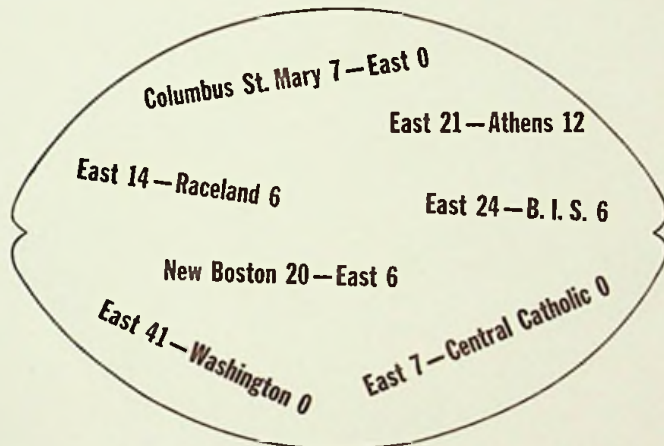 Columbus St. Mary 7—East 0
East 21—Athens 12
East 14—Raceland 6
East 24—B. I. S. 6
New Boston 20—East 6
East 41—Washington 0
East 7—Central Catholic 0